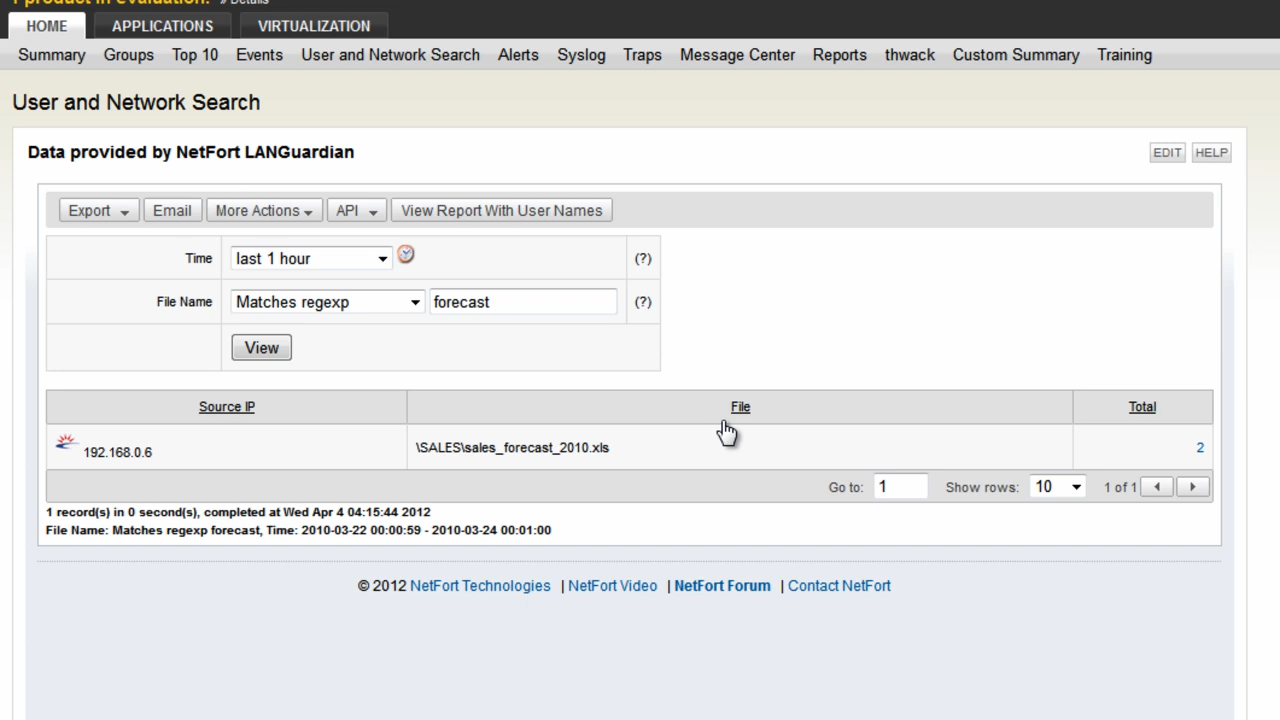 1 product in evaluation. » Details
HOME APPLICATIONS VIRTUALIZATION
Summary Groups Top 10 Events User and Network Search Alerts Syslog Traps Message Center Reports thwack Custom Summary Training
User and Network Search
Data provided by NetFort LANGuardian EDIT HELP
Export Email More Actions API View Report With User Names
Time last 1 hour (?)
File Name Matches regexp forecast (?)
View
Source IP File Total
192.168.0.6 \SALES\sales_forecast_2010.xls 2
Go to: 1 Show rows: 10 1 of 1
1 record(s) in 0 second(s), completed at Wed Apr 4 04:15:44 2012
File Name: Matches regexp forecast, Time: 2010-03-22 00:00:59 - 2010-03-24 00:01:00
© 2012 NetFort Technologies | NetFort Video | NetFort Forum | Contact NetFort